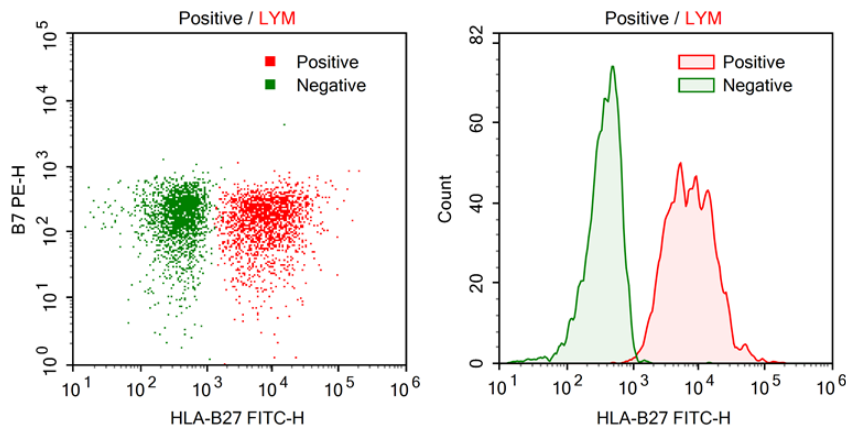 Positive / LYM
10^5
10^4
10^3
10^2
10^1
10^0
B7 PE-H
Positive
Negative
10^1 10^2 10^3 10^4 10^5 10^6
HLA-B27 FITC-H
Positive / LYM
82
60
40
20
0
Count
Positive
Negative
10^1 10^2 10^3 10^4 10^5 10^6
HLA-B27 FITC-H